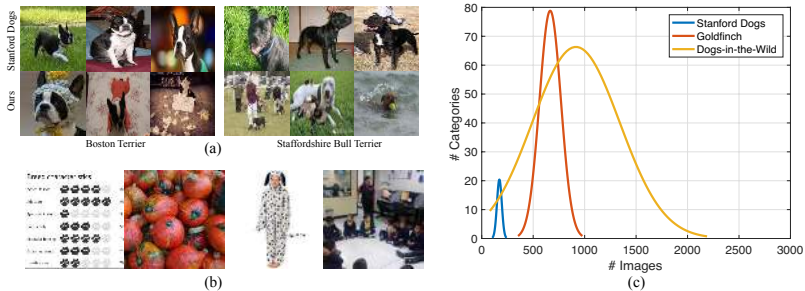 Stanford Dogs
Ours
Boston Terrier
Staffordshire Bull Terrier
(a)
(b)
80
70
60
50
40
30
20
10
0
# Categories
Stanford Dogs
Goldfinch
Dogs-in-the-Wild
0
500
1000
1500
2000
2500
3000
# Images
(c)